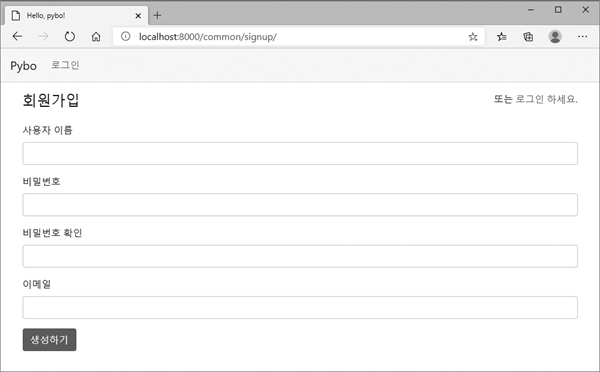 Hello, pybo!
localhost:8000/common/signup/
Pybo 로그인
회원가입 또는 로그인 하세요.
사용자 이름
비밀번호
비밀번호 확인
이메일
생성하기